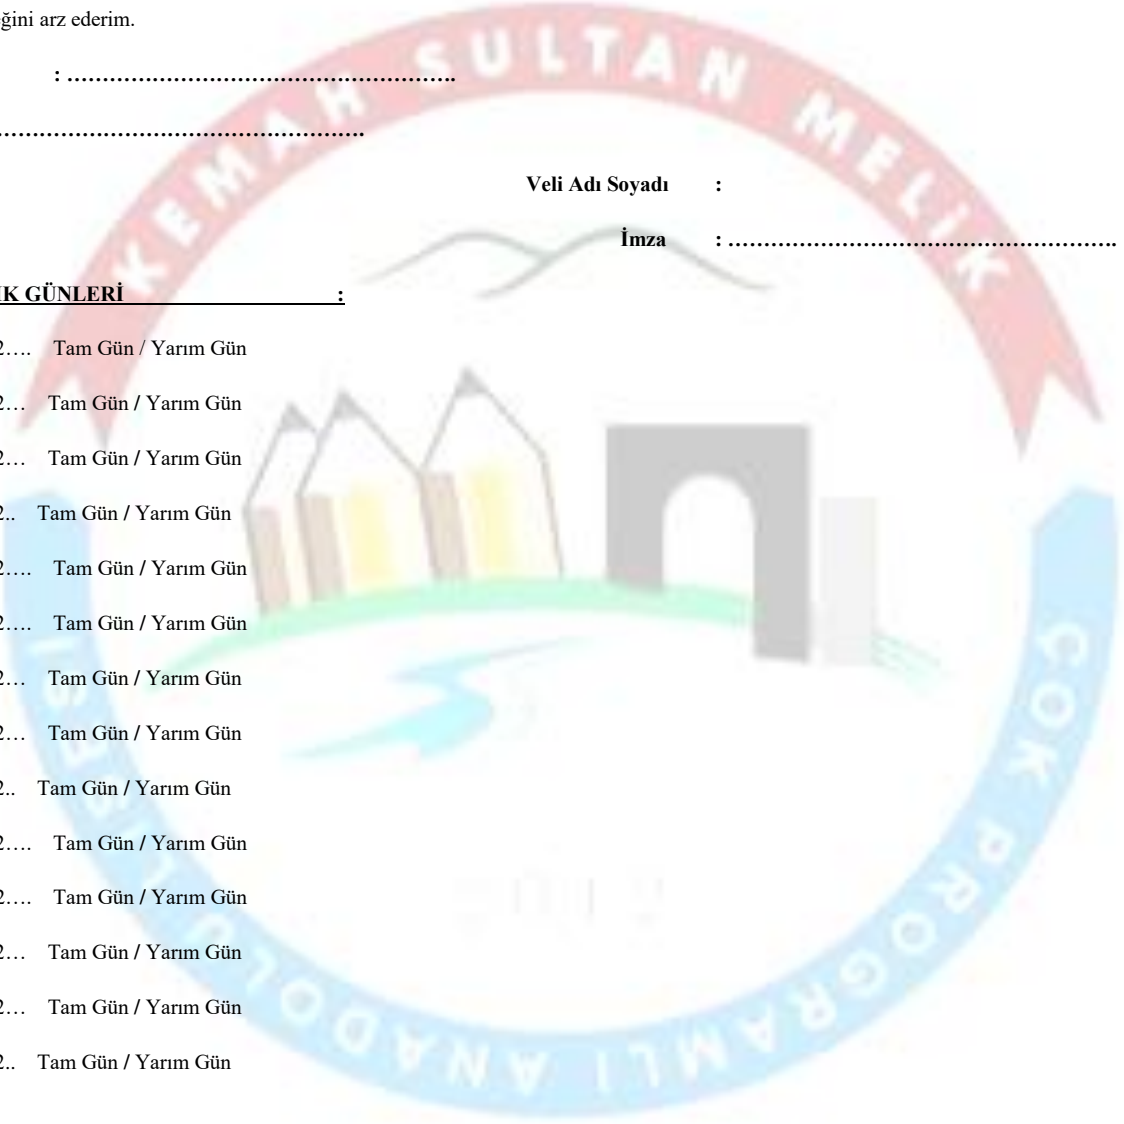 ğini arz ederim.
: ……………………………………………….
…………………………………………….
Veli Adı Soyadı :
İmza : ……………………………………………….
IK GÜNLERİ :
2…. Tam Gün / Yarım Gün
2… Tam Gün / Yarım Gün
2… Tam Gün / Yarım Gün
2.. Tam Gün / Yarım Gün
2…. Tam Gün / Yarım Gün
2…. Tam Gün / Yarım Gün
2… Tam Gün / Yarım Gün
2… Tam Gün / Yarım Gün
2.. Tam Gün / Yarım Gün
2…. Tam Gün / Yarım Gün
2…. Tam Gün / Yarım Gün
2… Tam Gün / Yarım Gün
2… Tam Gün / Yarım Gün
2.. Tam Gün / Yarım Gün
KEMAH SULTAN MELİK
ÇOK PROGRAMLI ANADOLU LİSESİ